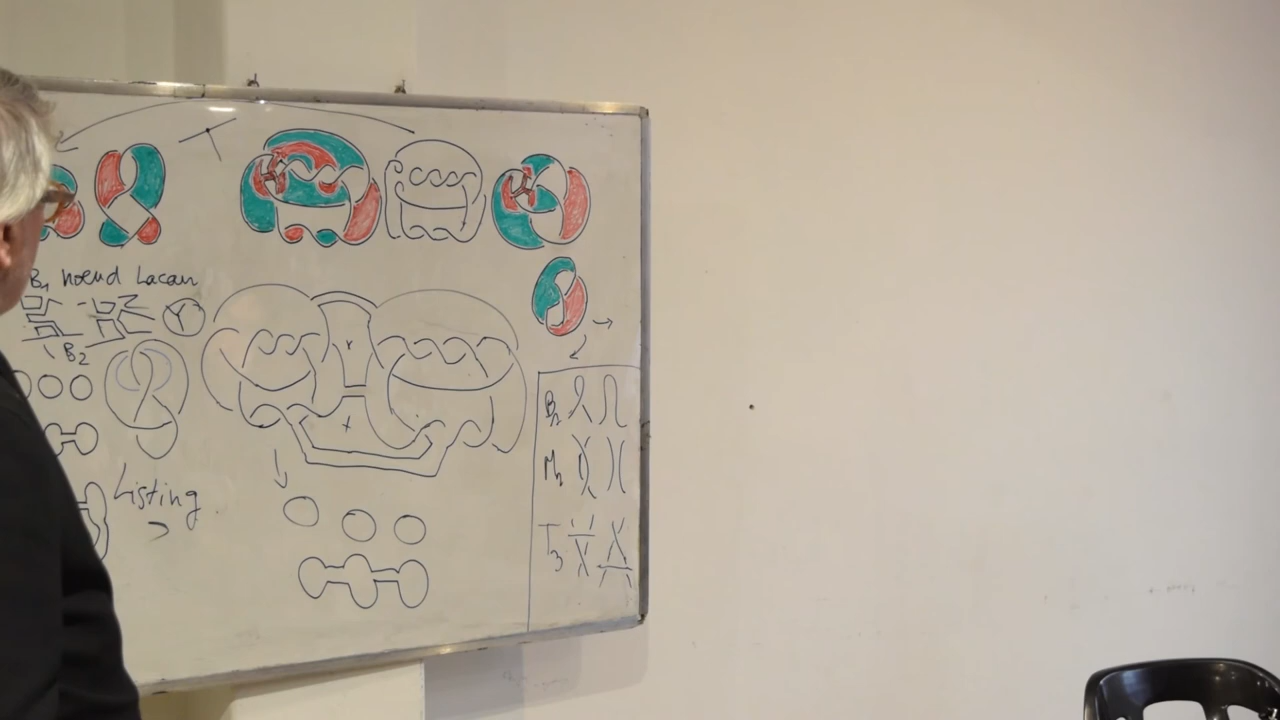 B₁ noeud Lacan
B₂
Listing
B₁
M₂
T₃